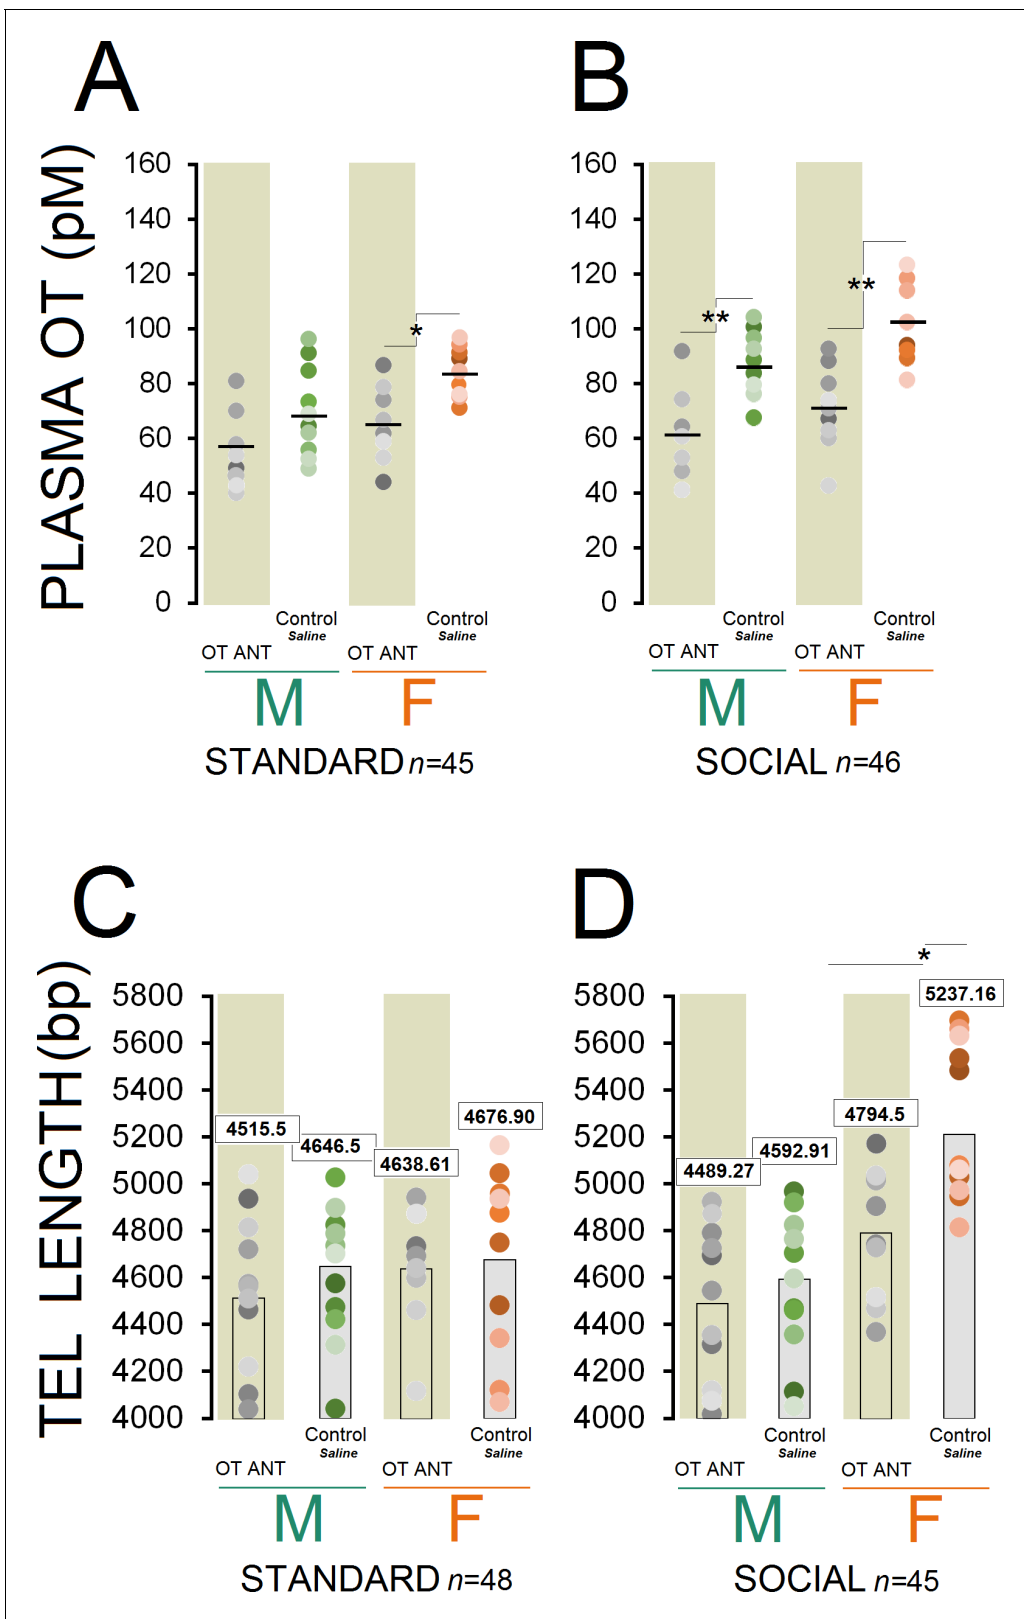 A
B
PLASMA OT (pM)
160
140
120
100
80
60
40
20
0
*
Control
Saline
OT ANT
Control
Saline
OT ANT
M
F
STANDARD n=45
160
140
120
100
80
60
40
20
0
**
**
Control
Saline
OT ANT
Control
Saline
OT ANT
M
F
SOCIAL n=46
C
D
TEL LENGTH (bp)
5800
5600
5400
5200
5000
4800
4600
4400
4200
4000
4515.5
4646.5
4638.61
4676.90
Control
Saline
OT ANT
Control
Saline
OT ANT
M
F
STANDARD n=48
*
5800
5600
5400
5200
5000
4800
4600
4400
4200
4000
4489.27
4592.91
4794.5
5237.16
Control
Saline
OT ANT
Control
Saline
OT ANT
M
F
SOCIAL n=45